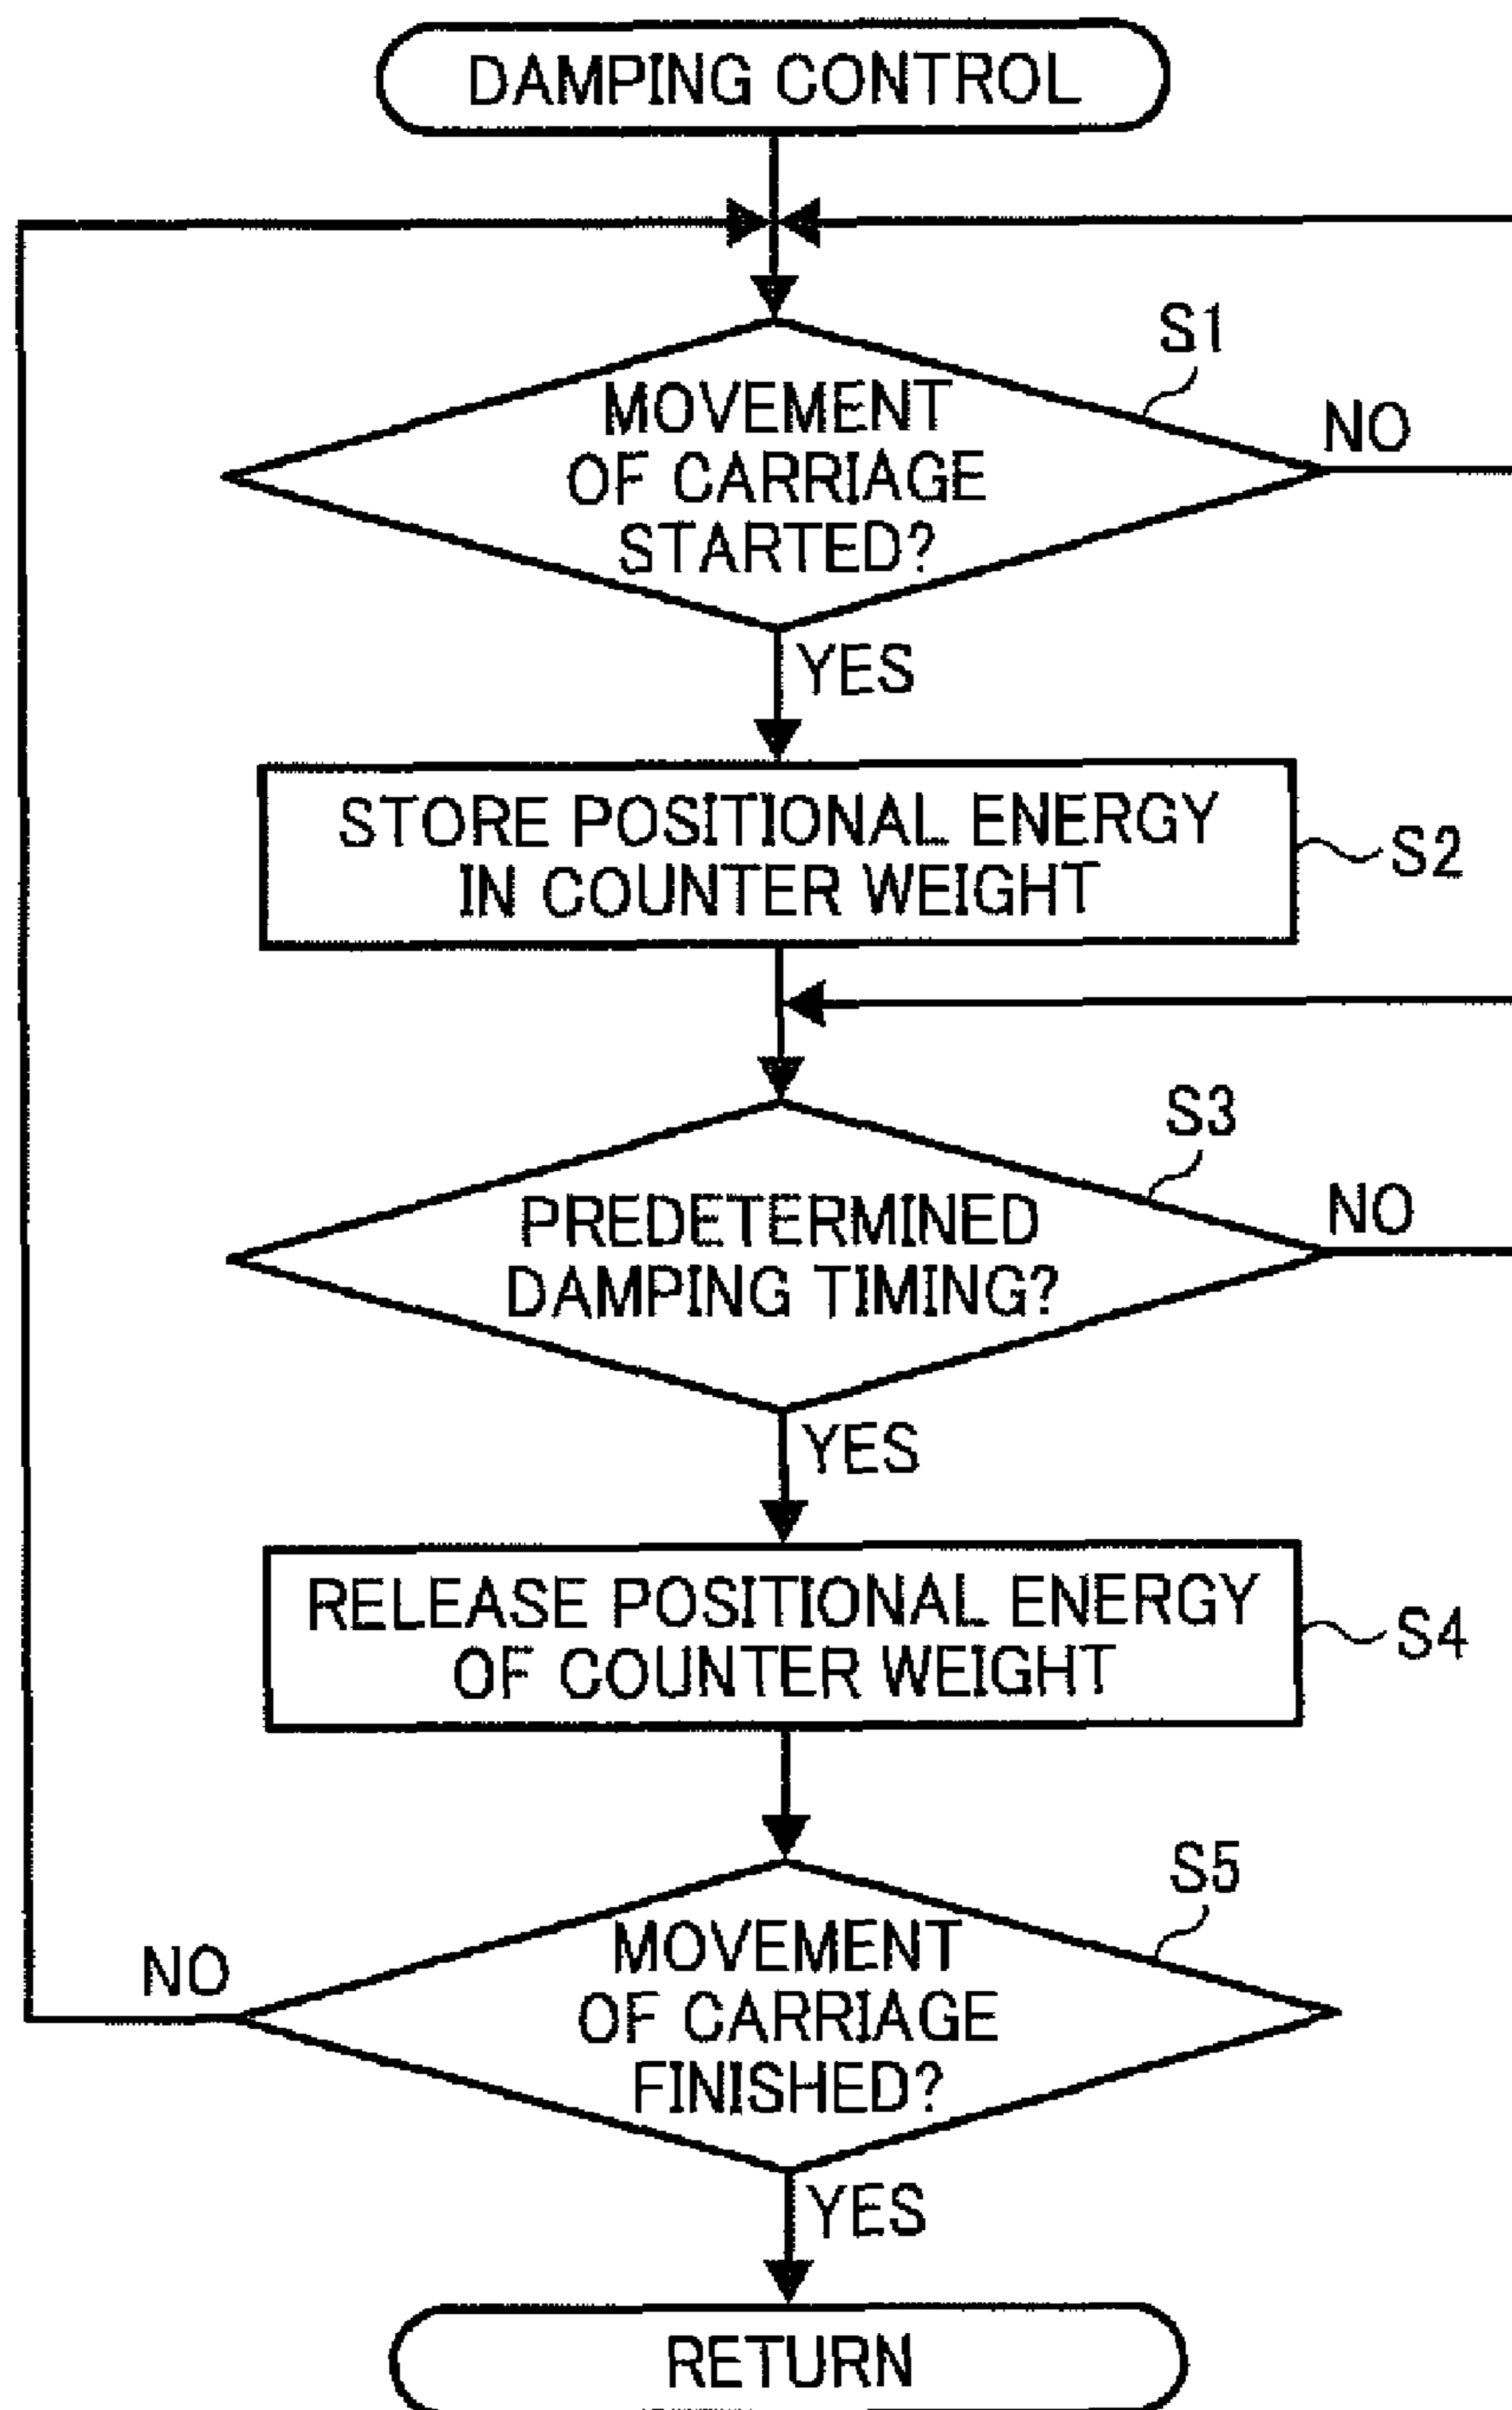 DAMPING CONTROL
S1
MOVEMENT
OF CARRIAGE
STARTED?
NO
YES
STORE POSITIONAL ENERGY
IN COUNTER WEIGHT
S2
S3
PREDETERMINED
DAMPING TIMING?
NO
YES
RELEASE POSITIONAL ENERGY
OF COUNTER WEIGHT
S4
S5
MOVEMENT
OF CARRIAGE
FINISHED?
NO
YES
RETURN